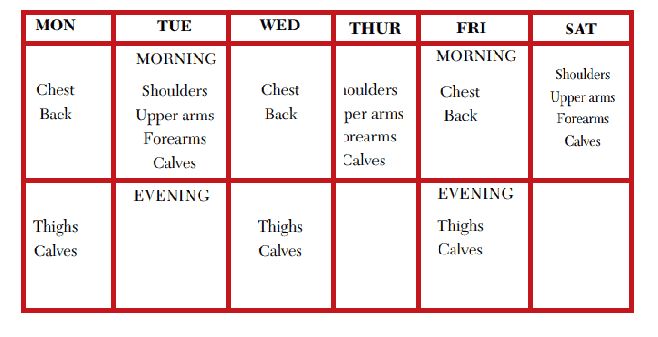 MON TUE WED THUR FRI SAT
MORNING MORNING
Chest Shoulders Chest oulders Chest Shoulders
Back Upper arms Back per arms Back Upper arms
Forearms orearms Forearms
Calves Calves Calves
EVENING EVENING
Thighs Thighs Thighs
Calves Calves Calves